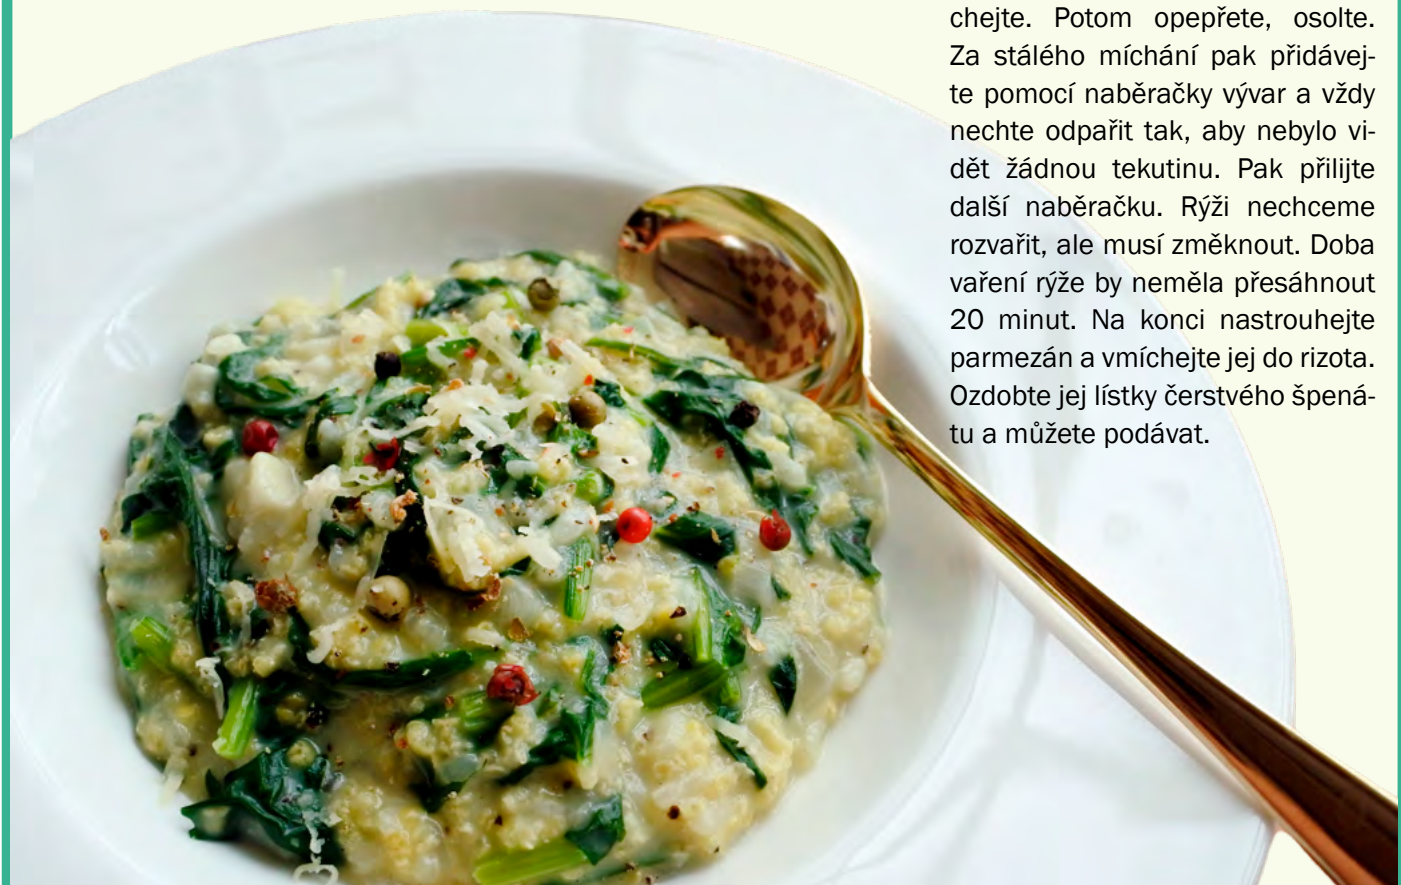 chejte. Potom opepřete, osolte.
Za stálého míchání pak přidávej-
te pomocí naběračky vývar a vždy
nechte odpařit tak, aby nebylo vi-
dět žádnou tekutinu. Pak přilijte
další naběračku. Rýži nechceme
rozvařit, ale musí změknout. Doba
vaření rýže by neměla přesáhnout
20 minut. Na konci nastrouhejte
parmezán a vmíchejte jej do rizota.
Ozdobte jej lístky čerstvého špená-
tu a můžete podávat.